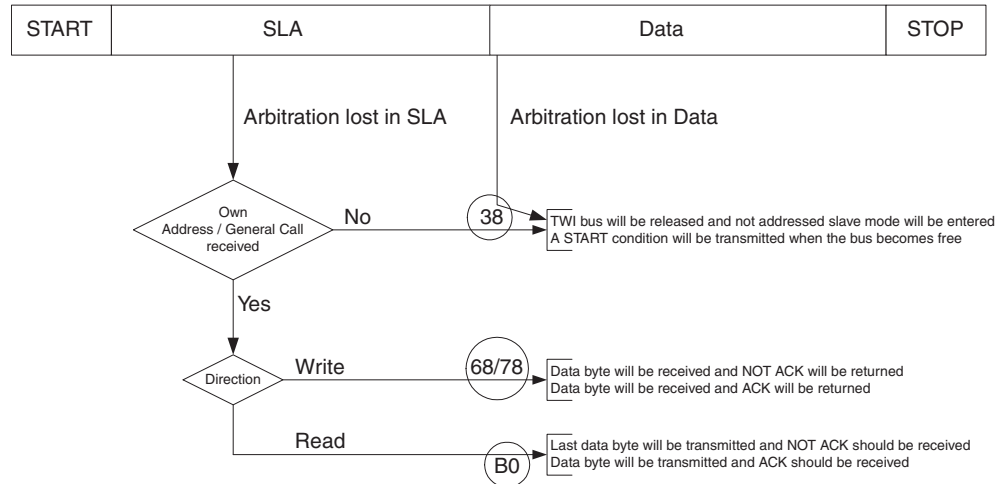 START
SLA
Data
STOP
Arbitration lost in SLA
Arbitration lost in Data
Own
Address / General Call
received
No
38
TWI bus will be released and not addressed slave mode will be entered
A START condition will be transmitted when the bus becomes free
Yes
Direction
Write
68/78
Data byte will be received and NOT ACK will be returned
Data byte will be received and ACK will be returned
Read
B0
Last data byte will be transmitted and NOT ACK should be received
Data byte will be transmitted and ACK should be received